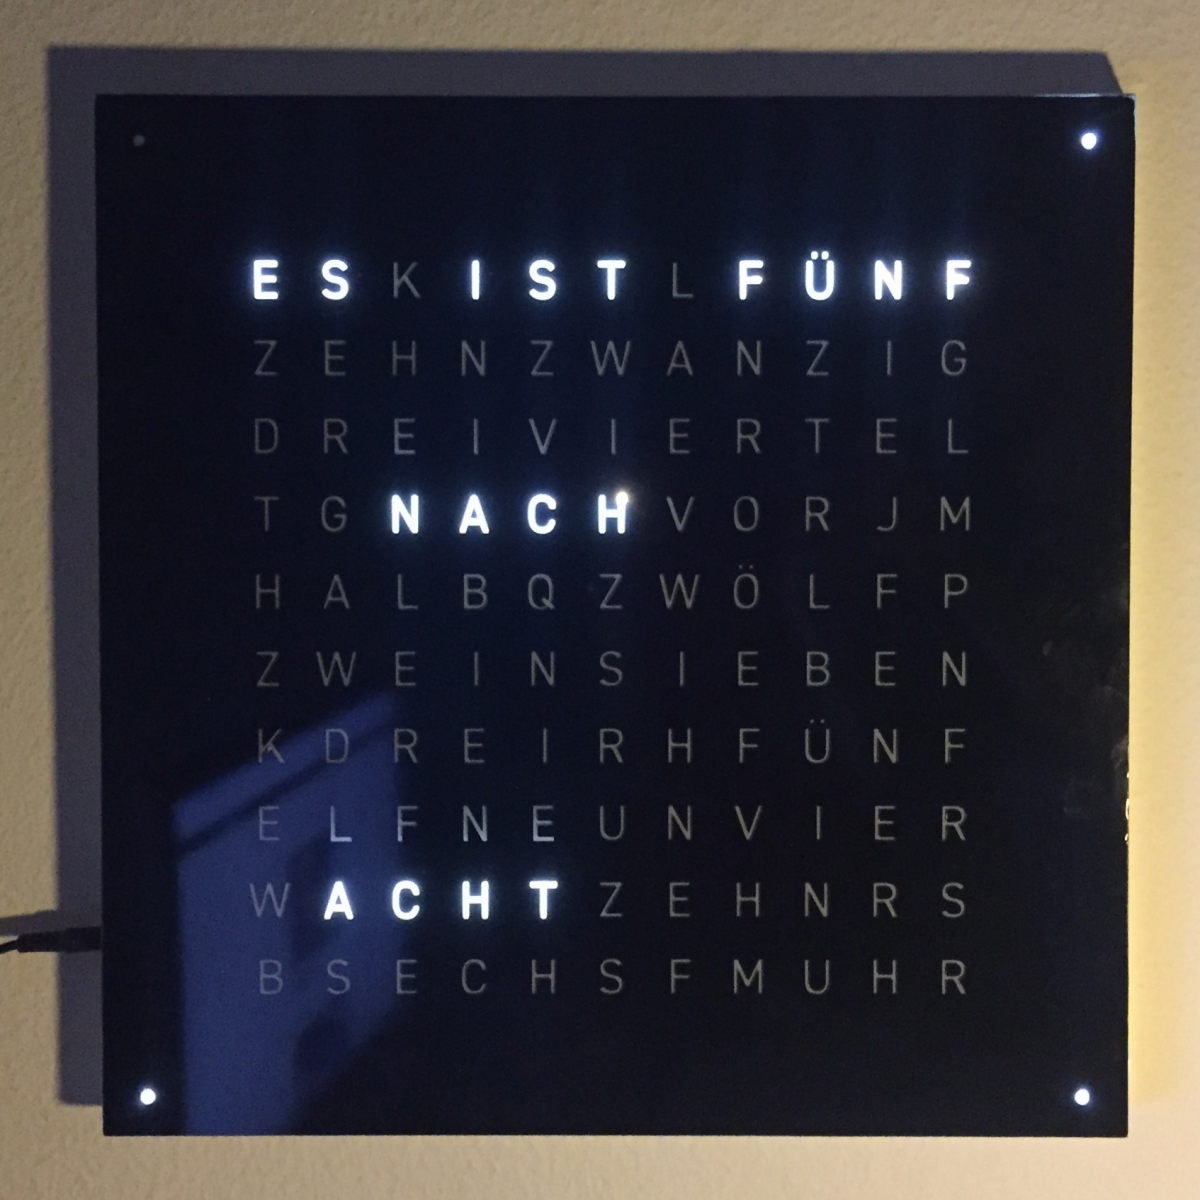 ESKISTLFÜNF
ZEHNZWANZIG
DREIVIERTEL
TGNACHVORJM
HALBQZWÖLFP
ZWEINSIEBEN
KDREIRHFÜNF
ELFNEUNVIER
WACHTZEHNRS
BSECHSFMUHR